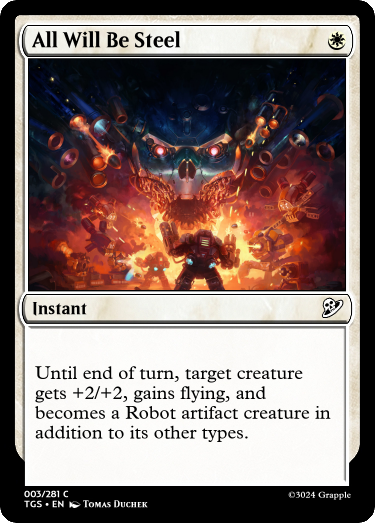 All Will Be Steel
Instant
Until end of turn, target creature
gets +2/+2, gains flying, and
becomes a Robot artifact creature in
addition to its other types.
003/281 C
TGS • EN Tomas Duchek
©3024 Grapple